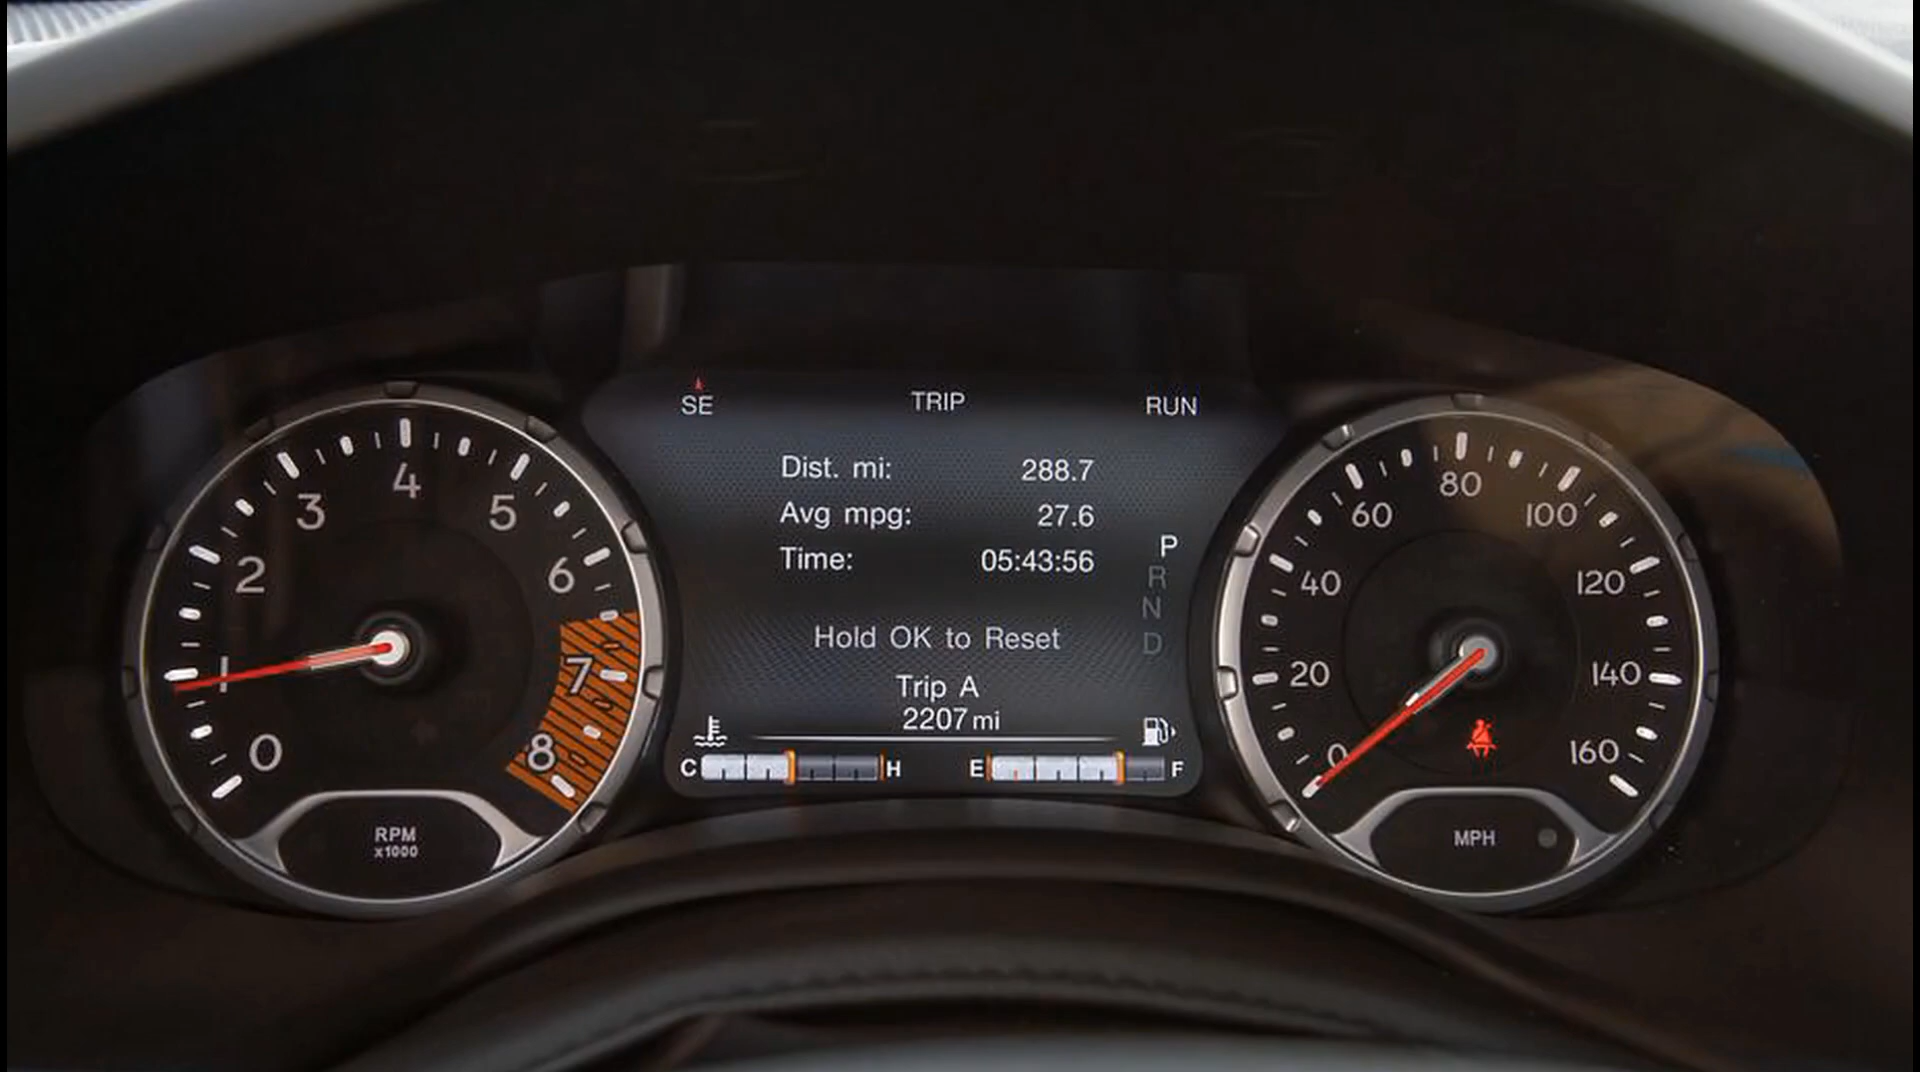 SE TRIP RUN
Dist. mi: 288.7
Avg mpg: 27.6
Time: 05:43:56
P
R
N
D
Hold OK to Reset
Trip A
2207 mi
C H E F
0
1
2
3
4
5
6
7
8
RPM
x1000
0
20
40
60
80
100
120
140
160
MPH